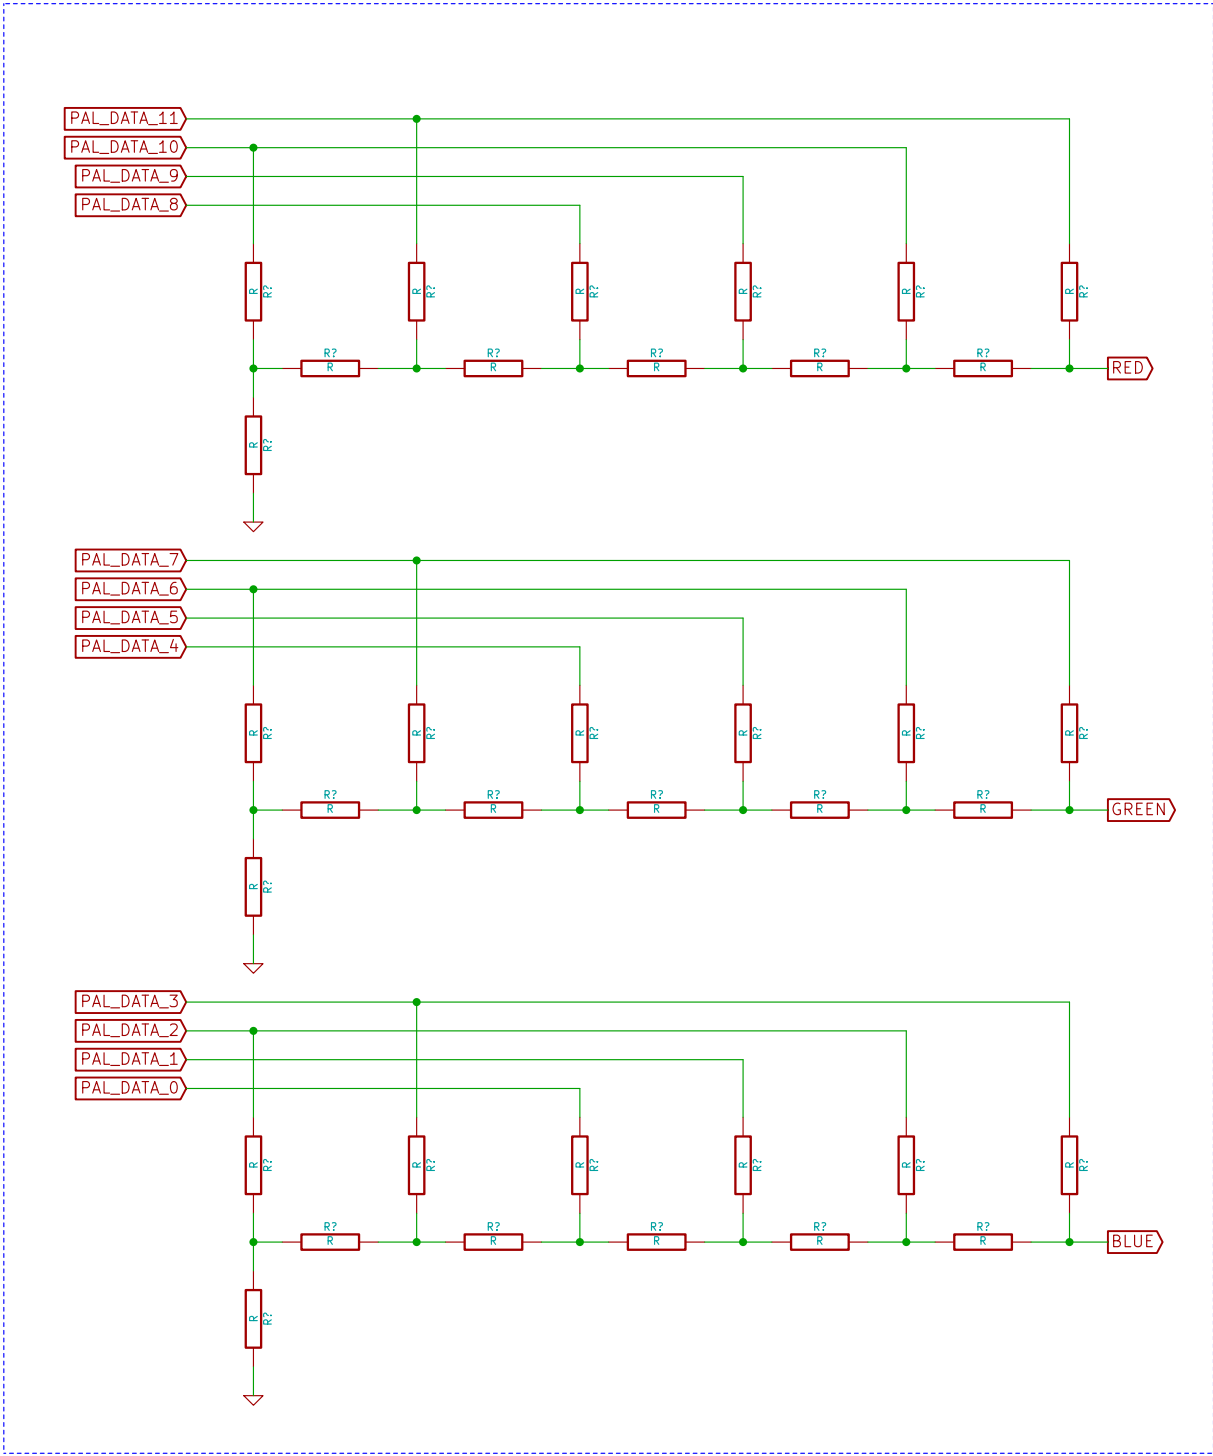 PAL_DATA_11
PAL_DATA_10
PAL_DATA_9
PAL_DATA_8
R R? R R? R R? R R? R R? R R?
R? R? R? R? R?
R R R R R RED
R R?
PAL_DATA_7
PAL_DATA_6
PAL_DATA_5
PAL_DATA_4
R R? R R? R R? R R? R R? R R?
R? R? R? R? R?
R R R R R GREEN
R R?
PAL_DATA_3
PAL_DATA_2
PAL_DATA_1
PAL_DATA_0
R R? R R? R R? R R? R R? R R?
R? R? R? R? R?
R R R R R BLUE
R R?